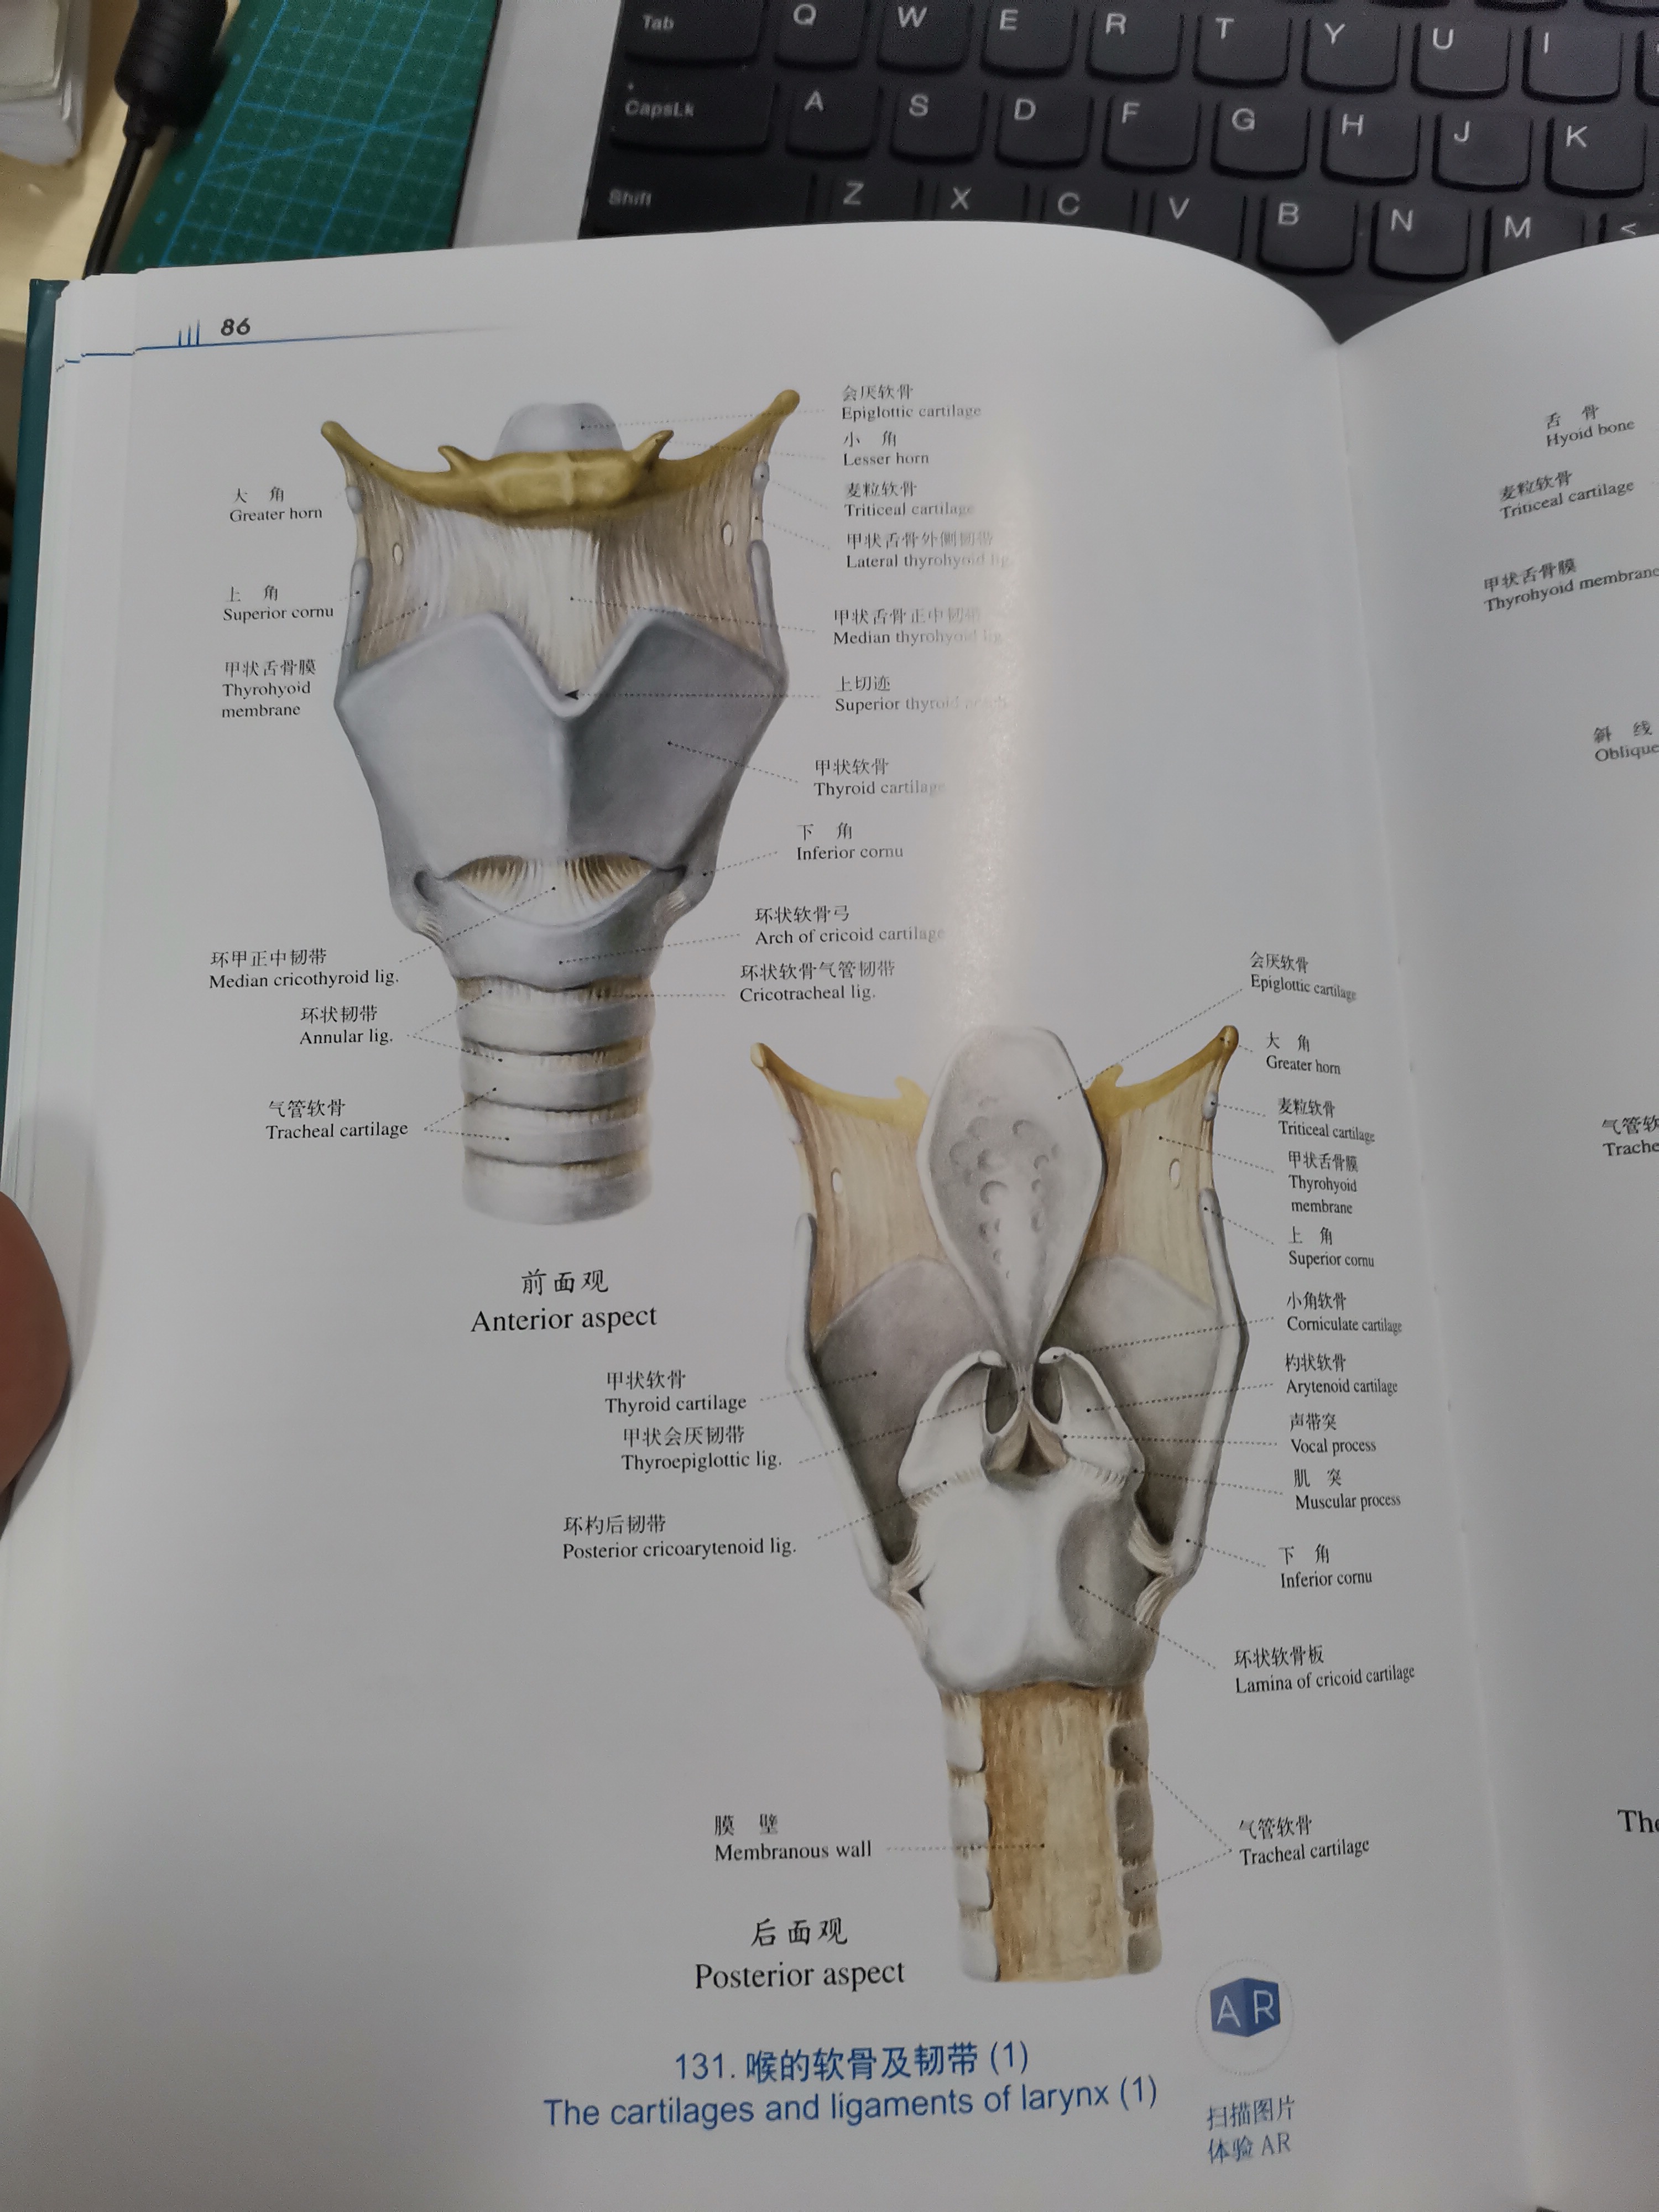 Tab
Q W E R T Y U I
CapsLk
A S D F G H J K
Shift
Z X C V B N M <
86
会厌软骨
Epiglottic cartilage
小 角
Lesser horn
麦粒软骨
Triticeal cartilage
甲状舌骨外侧韧带
Lateral thyrohyoid lig.
甲状舌骨正中韧带
Median thyrohyoid lig.
上切迹
Superior thyroid notch
甲状软骨
Thyroid cartilage
下 角
Inferior cornu
环状软骨弓
Arch of cricoid cartilage
环状软骨气管韧带
Cricotracheal lig.
大 角
Greater horn
上 角
Superior cornu
甲状舌骨膜
Thyrohyoid
membrane
环甲正中韧带
Median cricothyroid lig.
环状韧带
Annular lig.
气管软骨
Tracheal cartilage
前面观
Anterior aspect
会厌软骨
Epiglottic cartilage
大 角
Greater horn
麦粒软骨
Triticeal cartilage
甲状舌骨膜
Thyrohyoid
membrane
上 角
Superior cornu
小角软骨
Corniculate cartilage
杓状软骨
Arytenoid cartilage
声带突
Vocal process
肌 突
Muscular process
下 角
Inferior cornu
环状软骨板
Lamina of cricoid cartilage
气管软骨
Tracheal cartilage
甲状软骨
Thyroid cartilage
甲状会厌韧带
Thyroepiglottic lig.
环杓后韧带
Posterior cricoarytenoid lig.
膜 壁
Membranous wall
后面观
Posterior aspect
131. 喉的软骨及韧带 (1)
The cartilages and ligaments of larynx (1)
AR
扫描图片
体验 AR
舌 骨
Hyoid bone
麦粒软骨
Triticeal cartilage
甲状舌骨膜
Thyrohyoid membrane
斜 线
Oblique
气管软
Trache
The